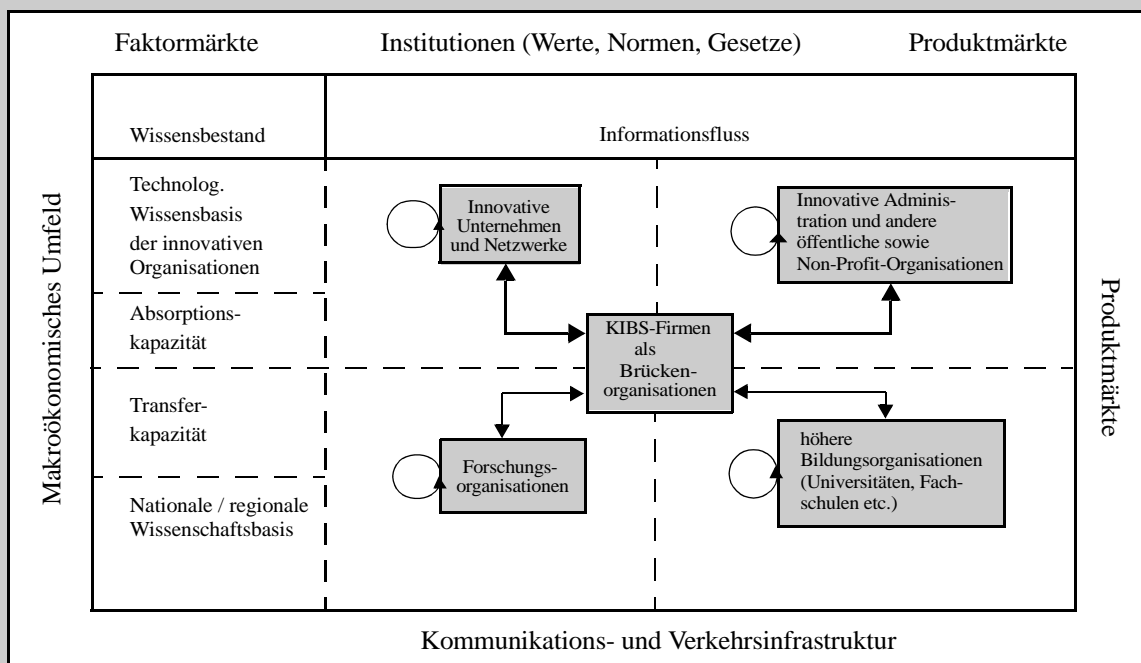 Faktormärkte
Institutionen (Werte, Normen, Gesetze)
Produktmärkte
Makroökonomisches Umfeld
Wissensbestand
Informationsfluss
Technolog.
Wissensbasis
der innovativen
Organisationen
Absorptions-
kapazität
Transfer-
kapazität
Nationale / regionale
Wissenschaftsbasis
Innovative
Unternehmen
und Netzwerke
Innovative Adminis-
tration und andere
öffentliche sowie
Non-Profit-Organisationen
KIBS-Firmen
als
Brücken-
organisationen
Forschungs-
organisationen
höhere
Bildungsorganisationen
(Universitäten, Fach-
schulen etc.)
Produktmärkte
Kommunikations- und Verkehrsinfrastruktur